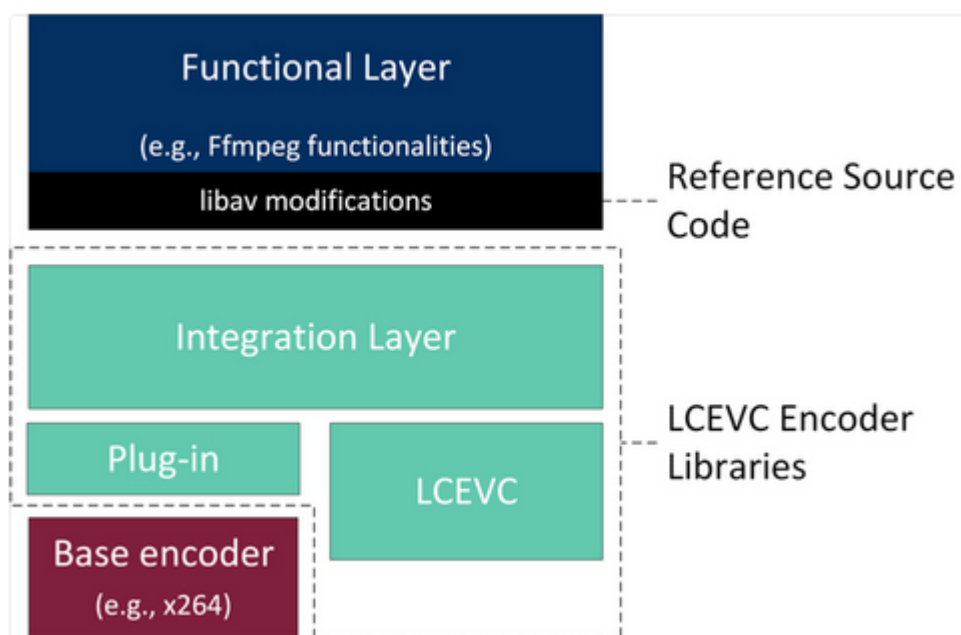 Functional Layer
(e.g., Ffmpeg functionalities)
libav modifications
Reference Source
Code
Integration Layer
Plug-in
LCEVC
LCEVC Encoder
Libraries
Base encoder
(e.g., x264)